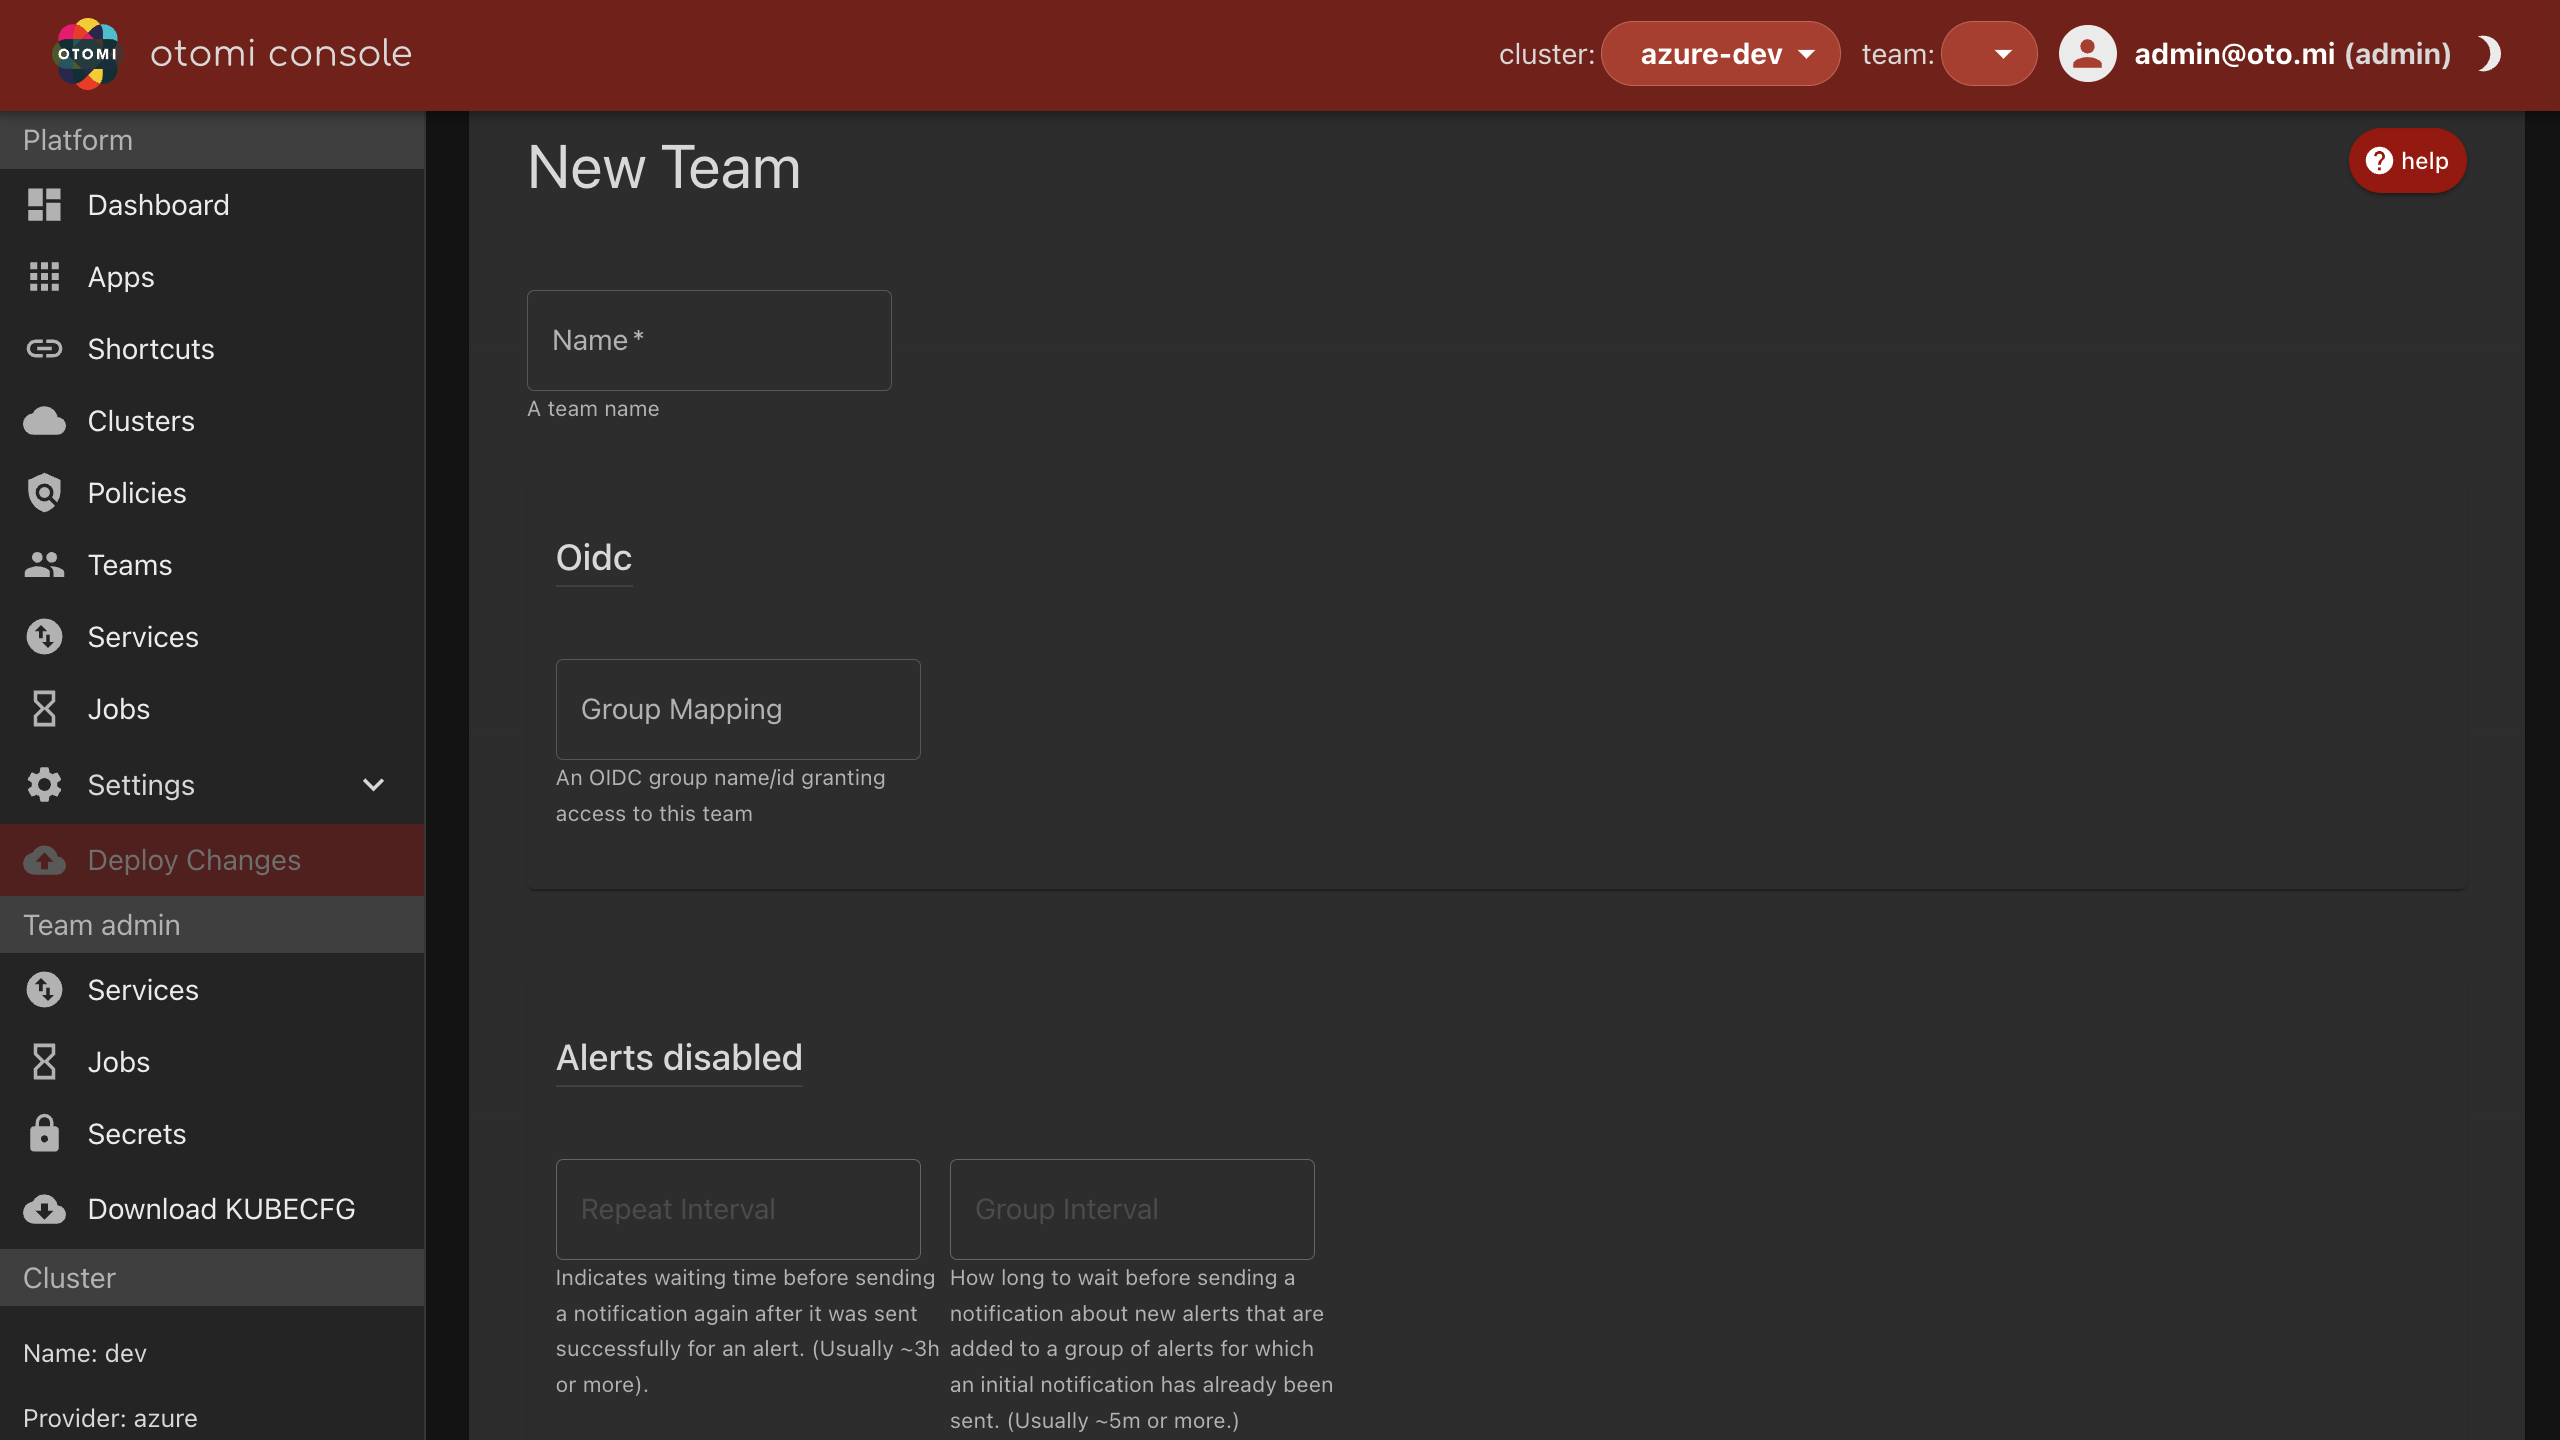 OTOMI
otomi console
cluster:
azure-dev
team:
admin@oto.mi (admin)
Platform
Dashboard
Apps
Shortcuts
Clusters
Policies
Teams
Services
Jobs
Settings
Deploy Changes
Team admin
Services
Jobs
Secrets
Download KUBECFG
Cluster
Name: dev
Provider: azure
New Team
help
Name *
A team name
Oidc
Group Mapping
An OIDC group name/id granting
access to this team
Alerts disabled
Repeat Interval
Indicates waiting time before sending
a notification again after it was sent
successfully for an alert. (Usually ~3h
or more).
Group Interval
How long to wait before sending a
notification about new alerts that are
added to a group of alerts for which
an initial notification has already been
sent. (Usually ~5m or more.)